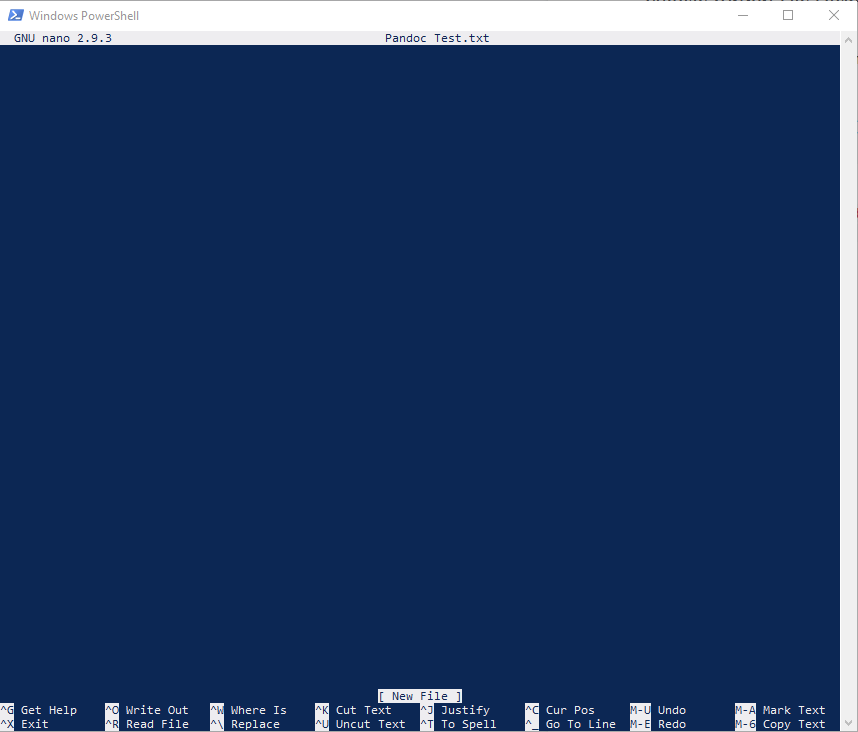 Windows PowerShell
GNU nano 2.9.3 Pandoc Test.txt
[ New File ]
^G Get Help ^O Write Out ^W Where Is ^K Cut Text ^J Justify ^C Cur Pos M-U Undo M-A Mark Text
^X Exit ^R Read File ^\ Replace ^U Uncut Text ^T To Spell ^_ Go To Line M-E Redo M-6 Copy Text